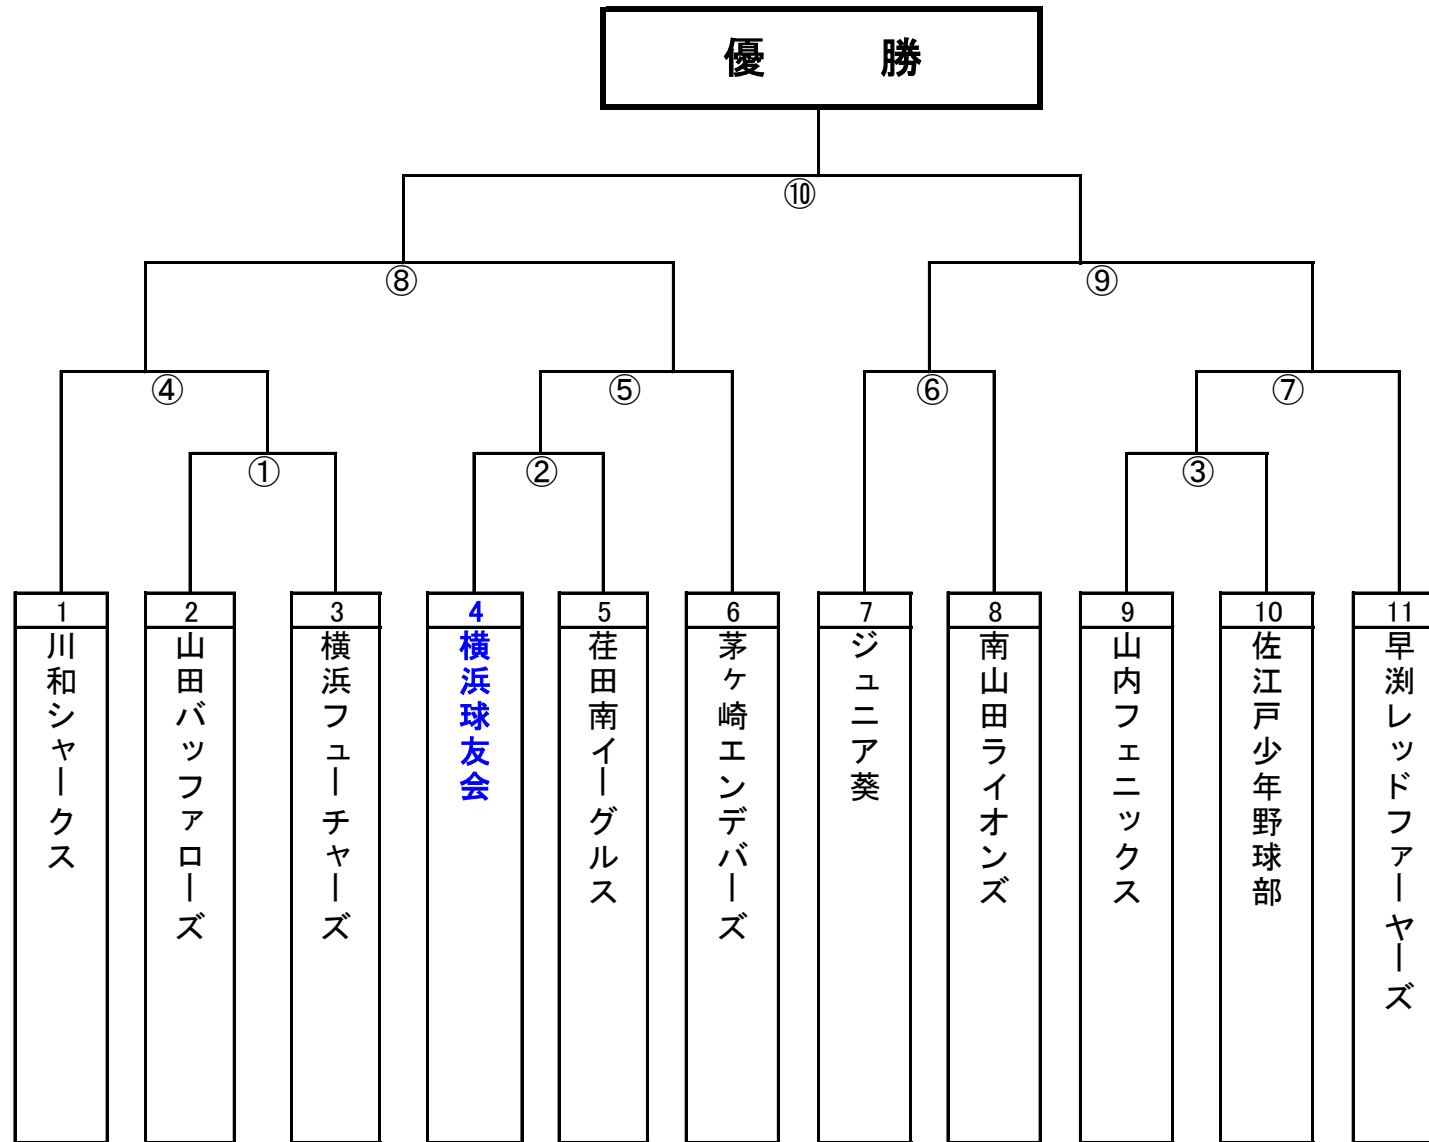 優勝
⑩
⑧
⑨
④
⑤
⑥
⑦
①
②
③
1
川和シャークス
2
山田バッファローズ
3
横浜フューチャーズ
4
横浜球友会
5
荏田南イーグルス
6
茅ヶ崎エンデバーズ
7
ジュニア葵
8
南山田ライオンズ
9
山内フェニックス
10
佐江戸少年野球部
11
早渕レッドファーヤーズ